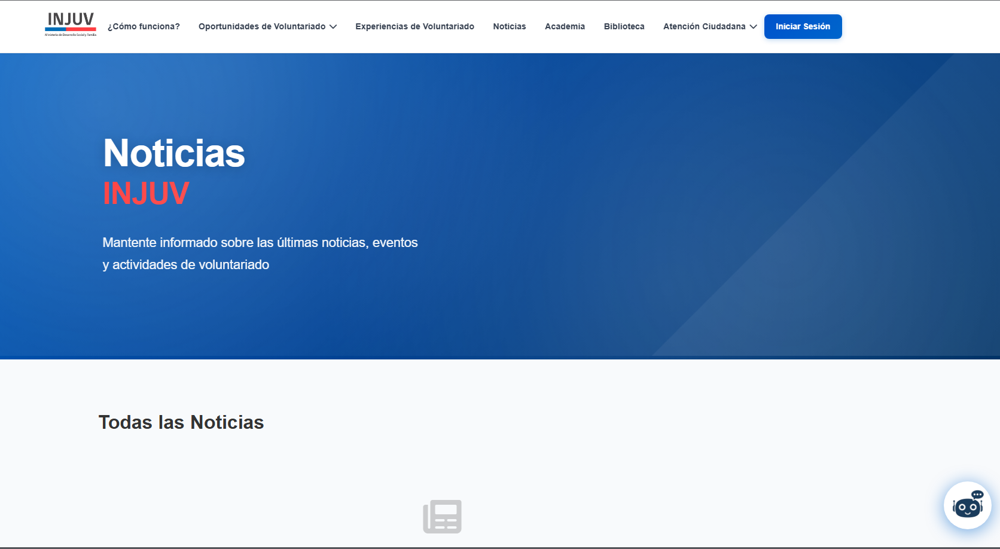 INJUV
Ministerio de Desarrollo Social y Familia
¿Cómo funciona?
Oportunidades de Voluntariado
Experiencias de Voluntariado
Noticias
Academia
Biblioteca
Atención Ciudadana
Iniciar Sesión
Noticias
INJUV
Mantente informado sobre las últimas noticias, eventos
y actividades de voluntariado
Todas las Noticias